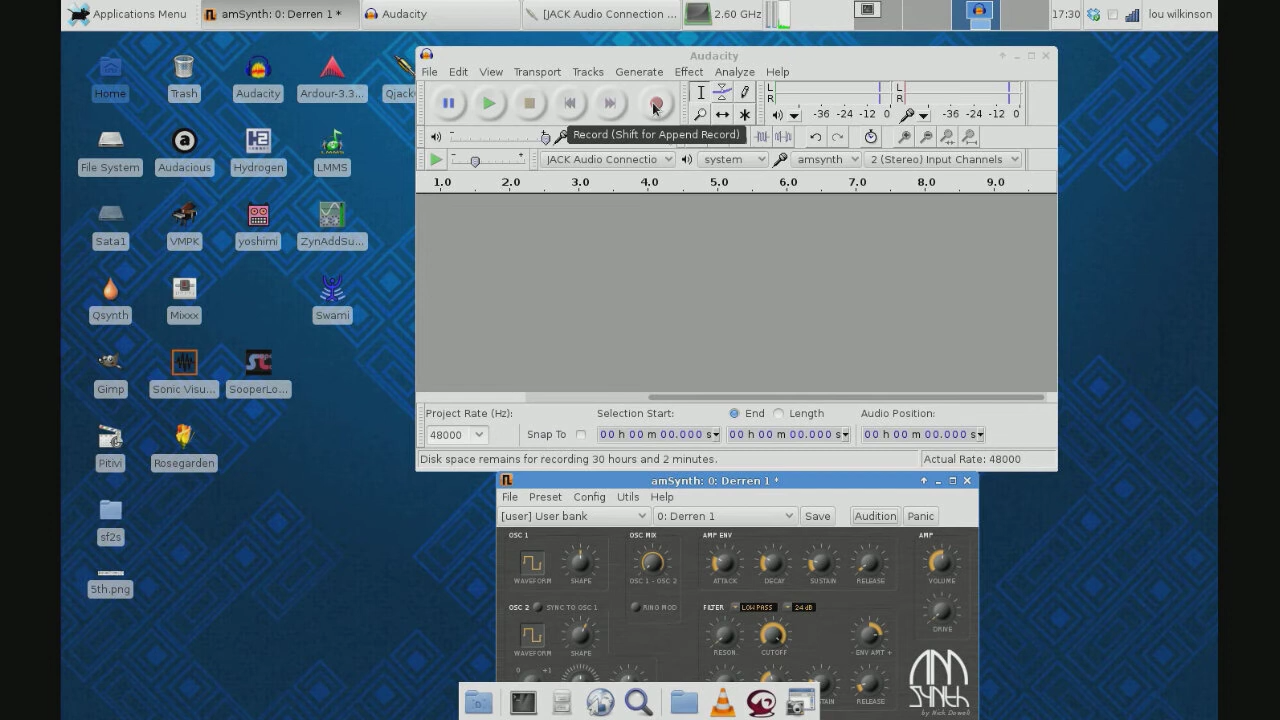 Applications Menu
amSynth: 0: Derren 1 *
Audacity
[JACK Audio Connection ...
2.60 GHz
17:30
lou wilkinson
Home
Trash
Audacity
Ardour-3.3...
Qjack
File System
Audacious
Hydrogen
LMMS
Sata1
VMPK
yoshimi
ZynAddSu...
Qsynth
Mixxx
Swami
Gimp
Sonic Visu...
SooperLo...
Pitivi
Rosegarden
sf2s
5th.png
Audacity
File Edit View Transport Tracks Generate Effect Analyze Help
L
R
-36 -24 -12 0
L
R
-36 -24 -12 0
Record (Shift for Append Record)
JACK Audio Connectio
system
amsynth
2 (Stereo) Input Channels
1.0 2.0 3.0 4.0 5.0 6.0 7.0 8.0 9.0
Project Rate (Hz):
Selection Start:
End
Length
Audio Position:
48000
Snap To
00 h 00 m 00.000 s
00 h 00 m 00.000 s
00 h 00 m 00.000 s
Disk space remains for recording 30 hours and 2 minutes.
Actual Rate: 48000
amSynth: 0: Derren 1 *
File Preset Config Utils Help
[user] User bank
0: Derren 1
Save
Audition
Panic
OSC 1
OSC MIX
AMP ENV
AMP
WAVEFORM
SHAPE
OSC 1 - OSC 2
ATTACK
DECAY
SUSTAIN
RELEASE
VOLUME
OSC 2
SYNC TO OSC 1
RING MOD
FILTER
LOW PASS
24 dB
DRIVE
WAVEFORM
SHAPE
RESON.
CUTOFF
- ENV AMT +
0
+1
TAIN
RELEASE
AM
SYNTH
by Nick Dowell